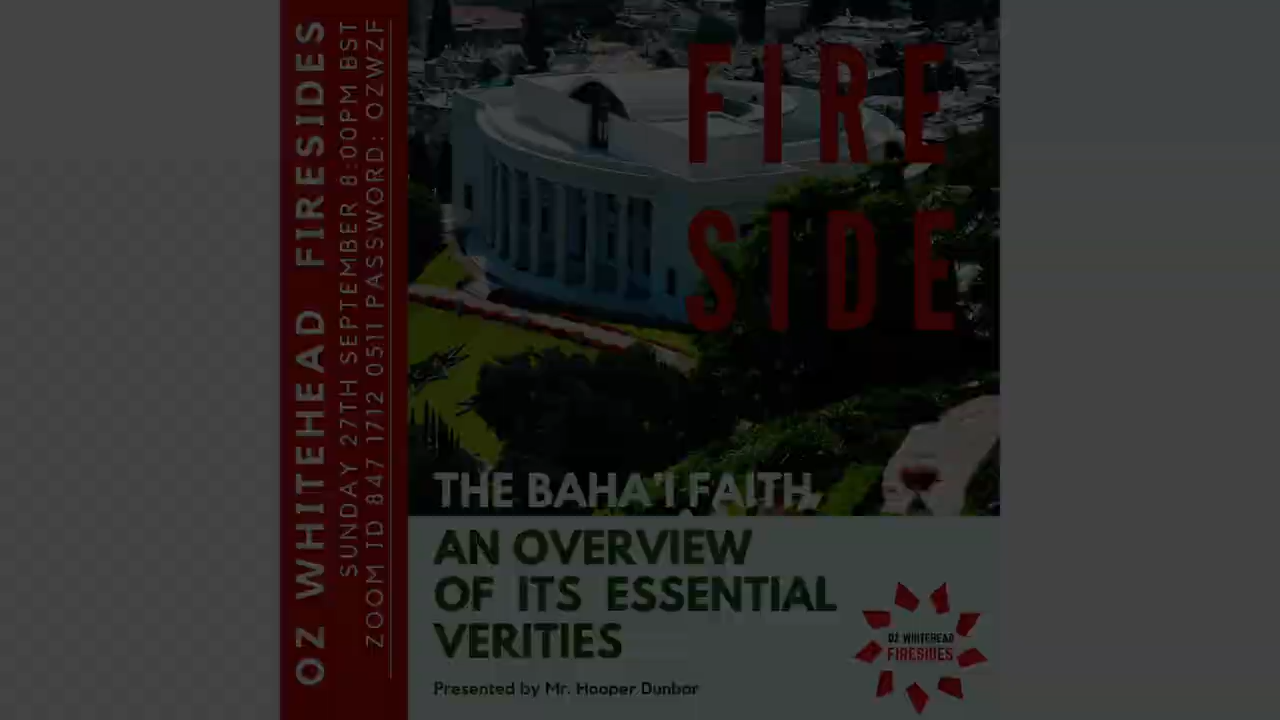 OZ WHITEHEAD FIRESIDES
SUNDAY 27TH SEPTEMBER 8:00PM BST
ZOOM ID 847 1712 0511 PASSWORD: OZWZF
FIRE
SIDE
THE BAHA'I FAITH
AN OVERVIEW
OF ITS ESSENTIAL
VERITIES
Presented by Mr. Hooper Dunbar
OZ WHITEHEAD
FIRESIDES